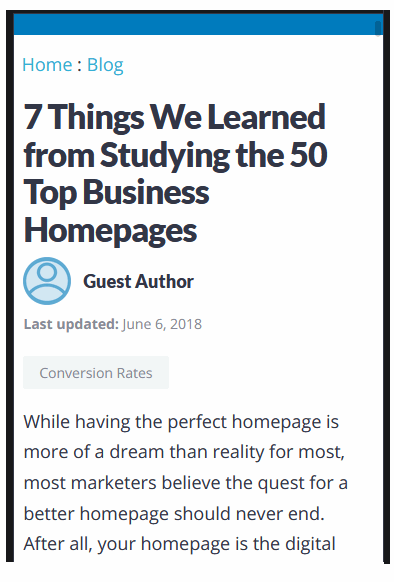 Home : Blog
7 Things We Learned
from Studying the 50
Top Business
Homepages
Guest Author
Last updated: June 6, 2018
Conversion Rates
While having the perfect homepage is
more of a dream than reality for most,
most marketers believe the quest for a
better homepage should never end.
After all, your homepage is the digital